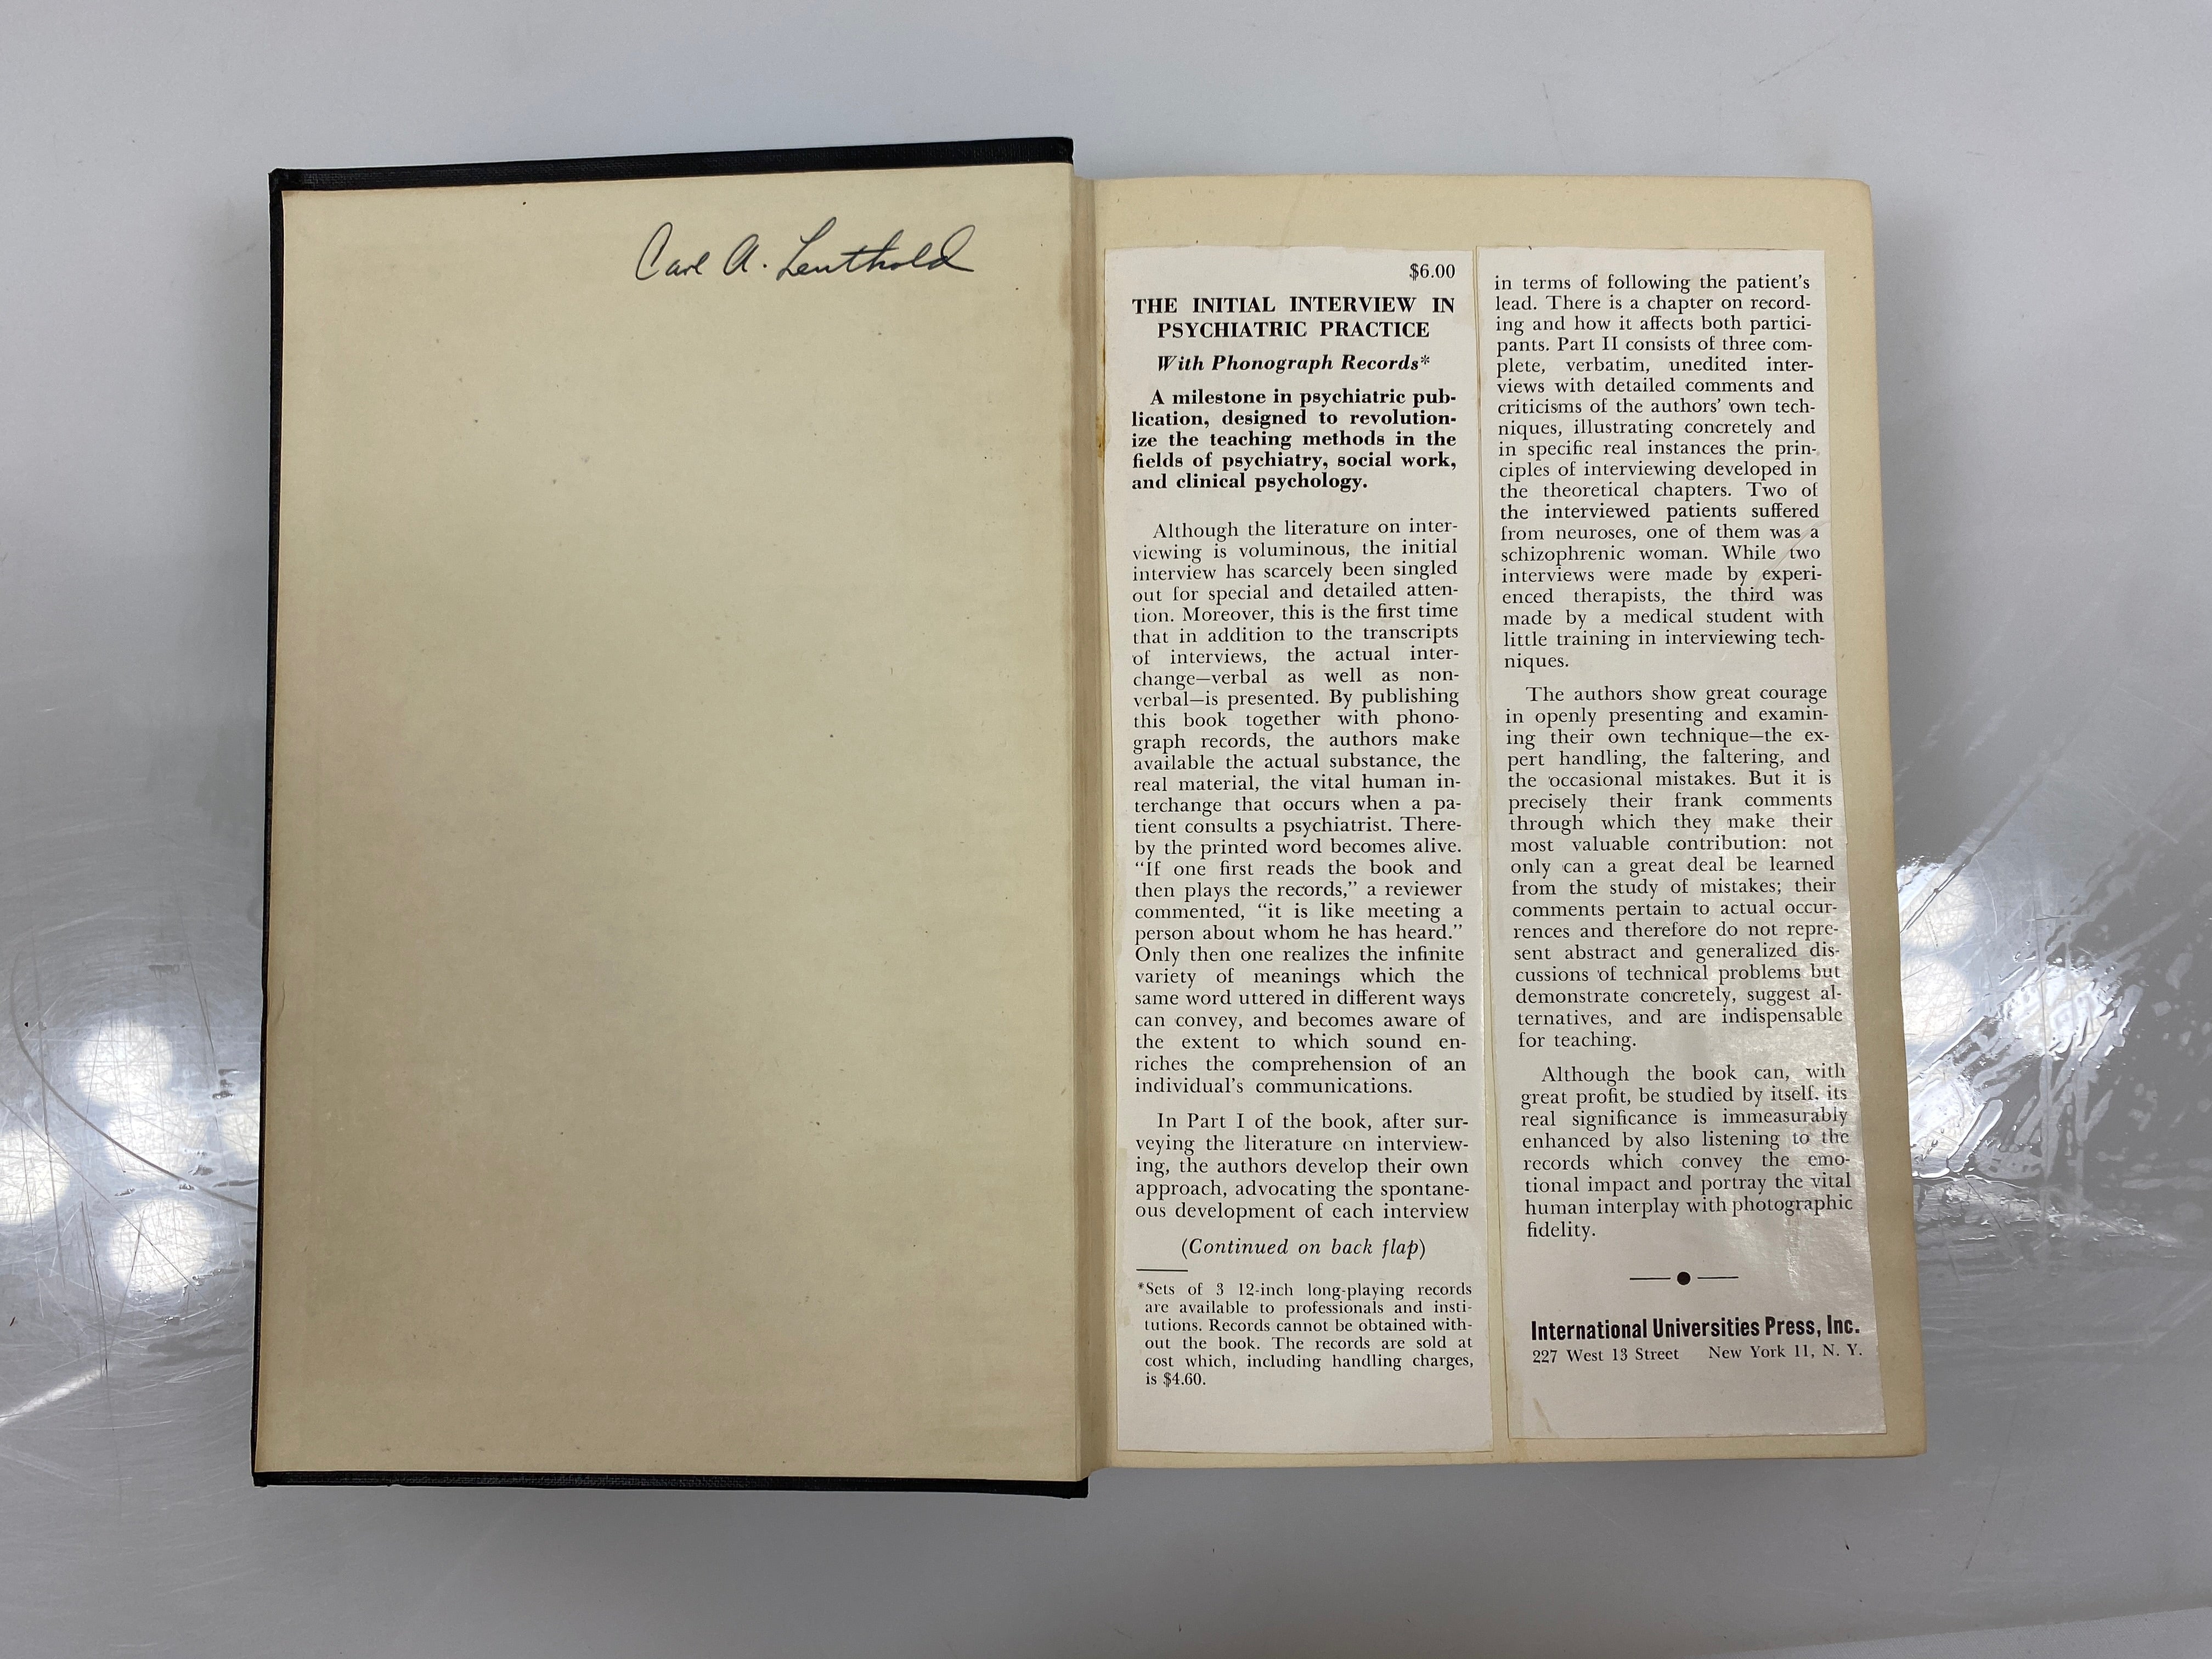 Carl A. Leuthold
$6.00
THE INITIAL INTERVIEW IN
PSYCHIATRIC PRACTICE
With Phonograph Records*
A milestone in psychiatric pub-
lication, designed to revolution-
ize the teaching methods in the
fields of psychiatry, social work,
and clinical psychology.
Although the literature on inter-
viewing is voluminous, the initial
interview has scarcely been singled
out for special and detailed atten-
tion. Moreover, this is the first time
that in addition to the transcripts
of interviews, the actual inter-
change—verbal as well as non-
verbal—is presented. By publishing
this book together with phono-
graph records, the authors make
available the actual substance, the
real material, the vital human in-
terchange that occurs when a pa-
tient consults a psychiatrist. There-
by the printed word becomes alive.
“If one first reads the book and
then plays the records,” a reviewer
commented, “it is like meeting a
person about whom he has heard.”
Only then one realizes the infinite
variety of meanings which the
same word uttered in different ways
can convey, and becomes aware of
the extent to which sound en-
riches the comprehension of an
individual’s communications.
In Part I of the book, after sur-
veying the literature on interview-
ing, the authors develop their own
approach, advocating the spontane-
ous development of each interview
(Continued on back flap)
*Sets of 3 12-inch long-playing records
are available to professionals and insti-
tutions. Records cannot be obtained with-
out the book. The records are sold at
cost which, including handling charges,
is $4.60.
in terms of following the patient’s
lead. There is a chapter on record-
ing and how it affects both partici-
pants. Part II consists of three com-
plete, verbatim, unedited inter-
views with detailed comments and
criticisms of the authors’ own tech-
niques, illustrating concretely and
in specific real instances the prin-
ciples of interviewing developed in
the theoretical chapters. Two of
the interviewed patients suffered
from neuroses, one of them was a
schizophrenic woman. While two
interviews were made by experi-
enced therapists, the third was
made by a medical student with
little training in interviewing tech-
niques.
The authors show great courage
in openly presenting and examin-
ing their own technique—the ex-
pert handling, the faltering, and
the occasional mistakes. But it is
precisely their frank comments
through which they make their
most valuable contribution: not
only can a great deal be learned
from the study of mistakes; their
comments pertain to actual occur-
rences and therefore do not repre-
sent abstract and generalized dis-
cussions of technical problems but
demonstrate concretely, suggest al-
ternatives, and are indispensable
for teaching.
Although the book can, with
great profit, be studied by itself, its
real significance is immeasurably
enhanced by also listening to the
records which convey the emo-
tional impact and portray the vital
human interplay with photographic
fidelity.
International Universities Press, Inc.
227 West 13 Street New York 11, N. Y.